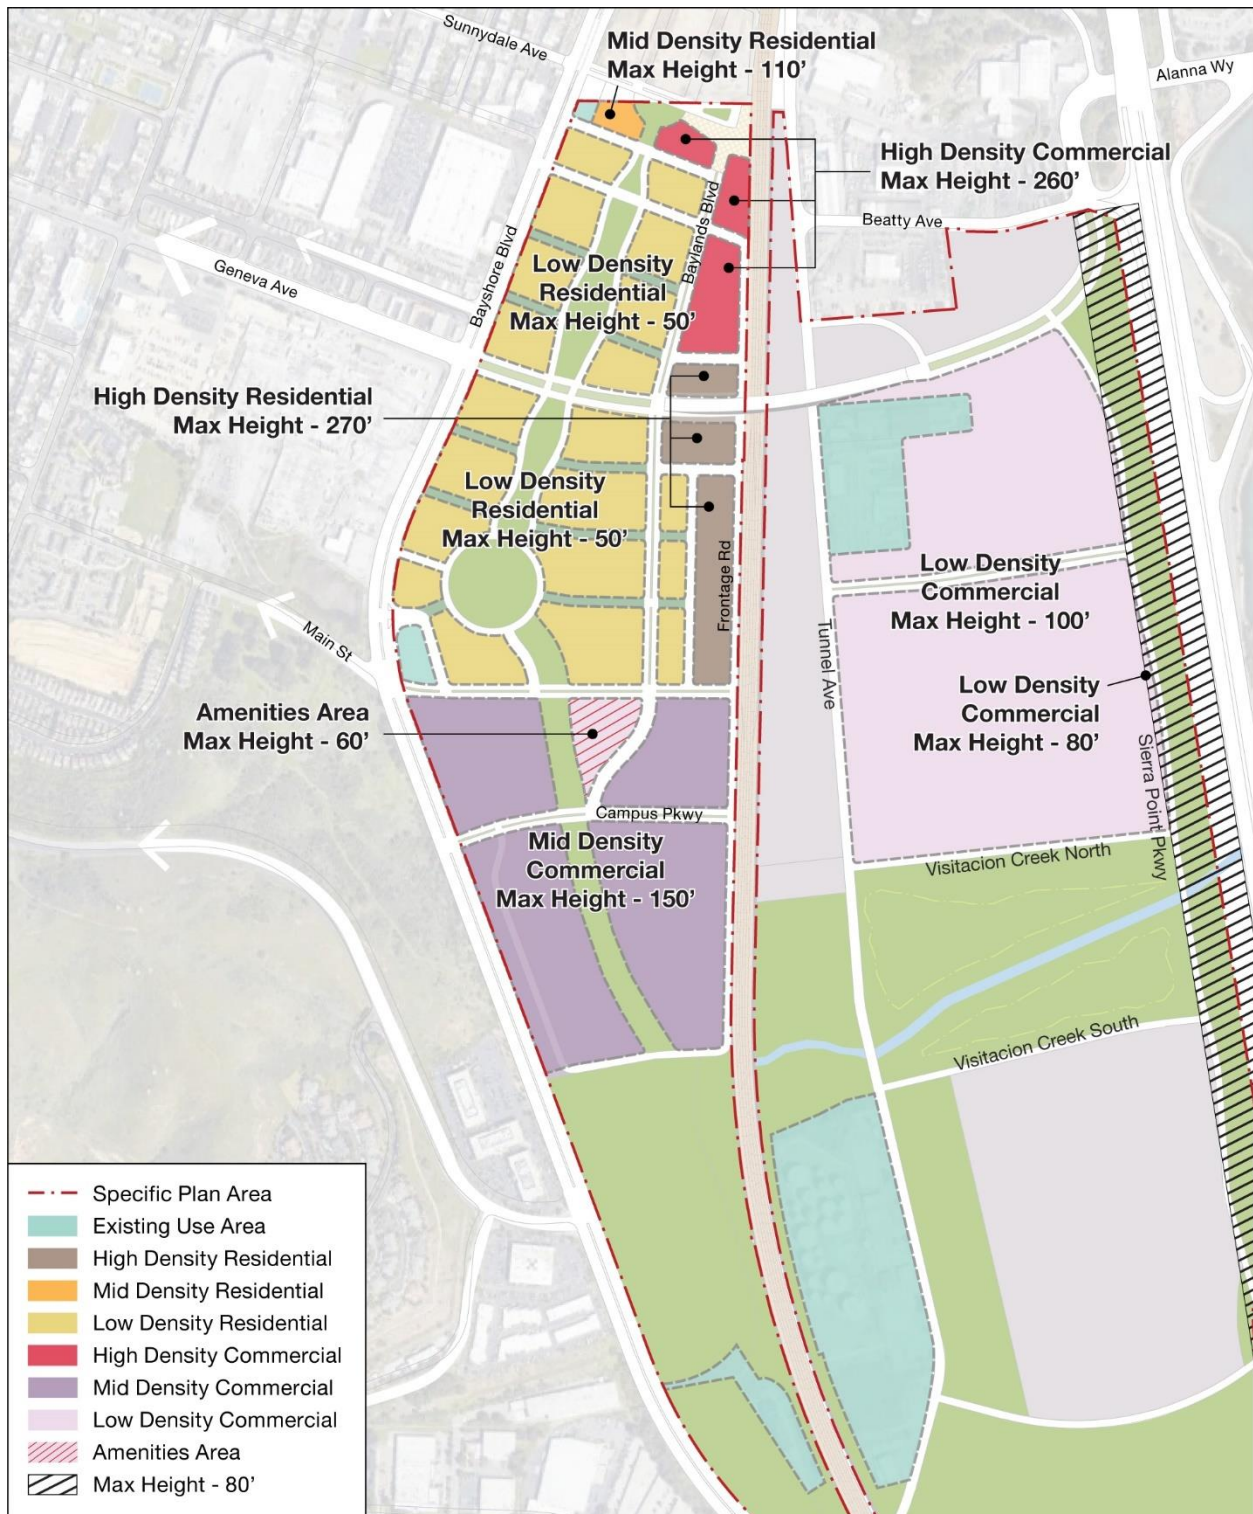 Sunnydale Ave
Mid Density Residential
Max Height - 110’
Alanna Wy
High Density Commercial
Max Height - 260’
Beatty Ave
Baylands Blvd
Bayshore Blvd
Geneva Ave
Low Density
Residential
Max Height - 50’
High Density Residential
Max Height - 270’
Low Density
Residential
Max Height - 50’
Frontage Rd
Low Density
Commercial
Max Height - 100’
Main St
Tunnel Ave
Low Density
Commercial
Max Height - 80’
Amenities Area
Max Height - 60’
Sierra Point Pkwy
Campus Pkwy
Mid Density
Commercial
Max Height - 150’
Visitacion Creek North
Visitacion Creek South
Specific Plan Area
Existing Use Area
High Density Residential
Mid Density Residential
Low Density Residential
High Density Commercial
Mid Density Commercial
Low Density Commercial
Amenities Area
Max Height - 80’